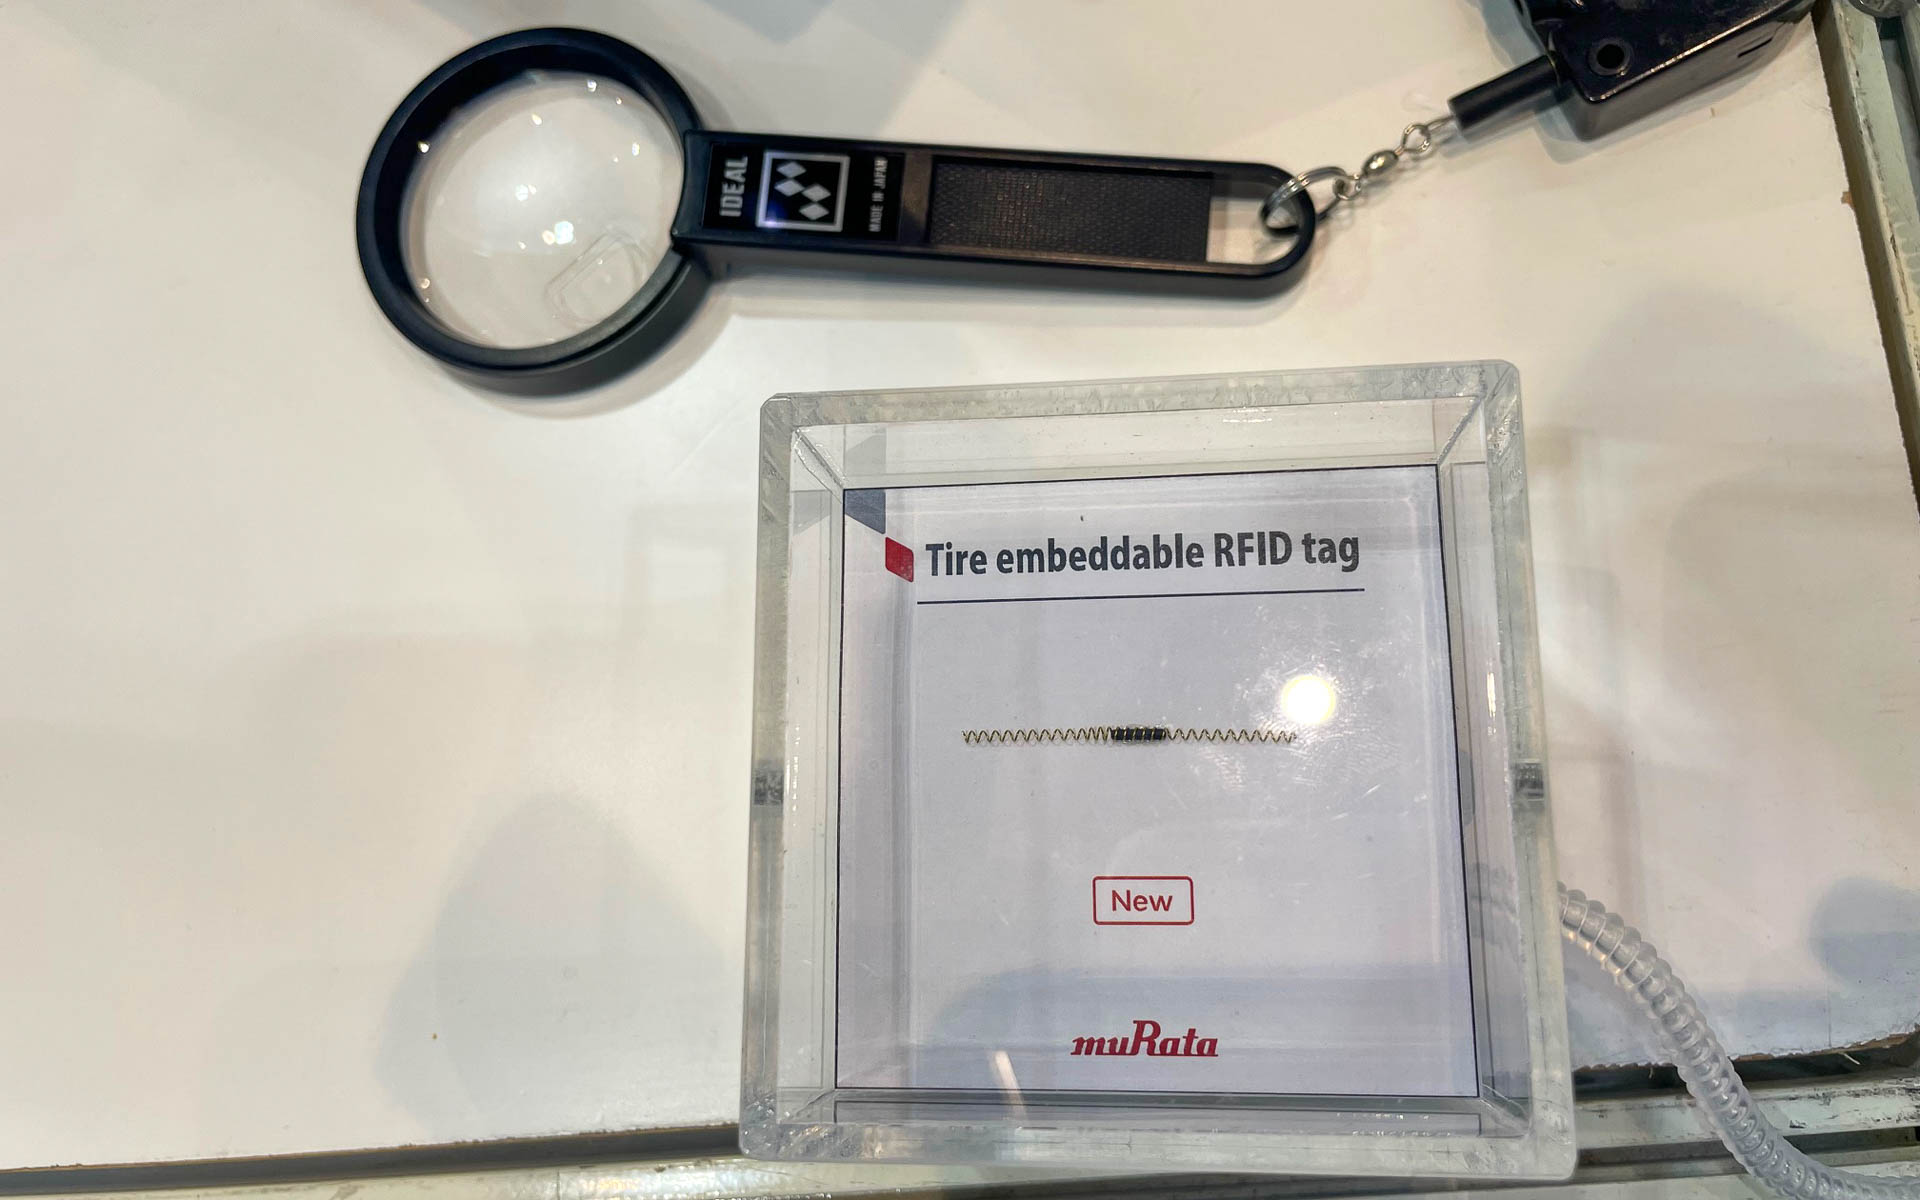 IDEAL
MADE IN JAPAN
Tire embeddable RFID tag
New
muRata